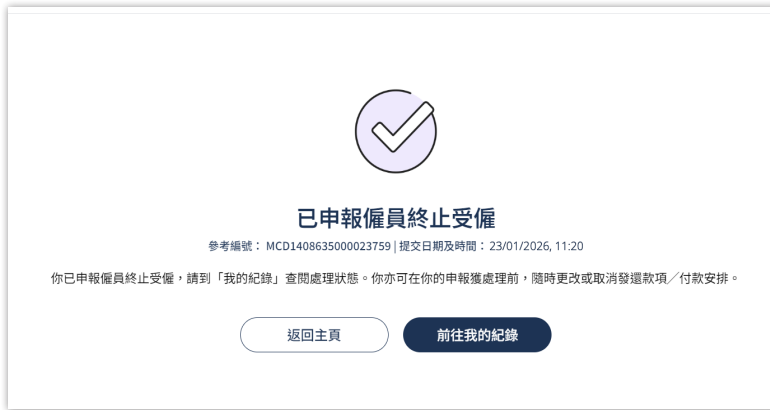 已申報僱員終止受僱
參考編號： MCD1408635000023759 | 提交日期及時間： 23/01/2026, 11:20
你已申報僱員終止受僱，請到「我的紀錄」查閱處理狀態。你亦可在你的申報獲處理前，隨時更改或取消發還款項／付款安排。
返回主頁
前往我的紀錄